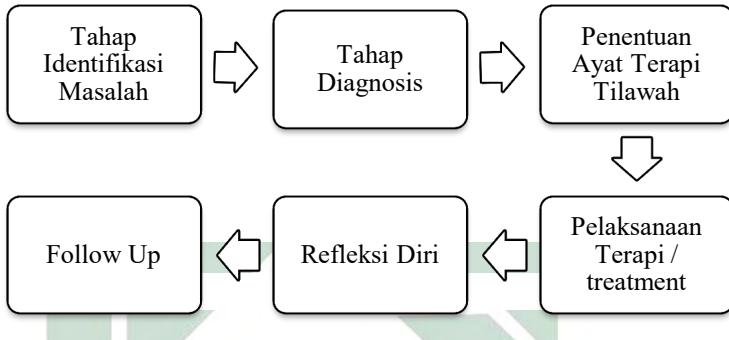 Tahap
Identifikasi
Masalah
Tahap
Diagnosis
Penentuan
Ayat Terapi
Tilawah
Pelaksanaan
Terapi /
treatment
Refleksi Diri
Follow Up